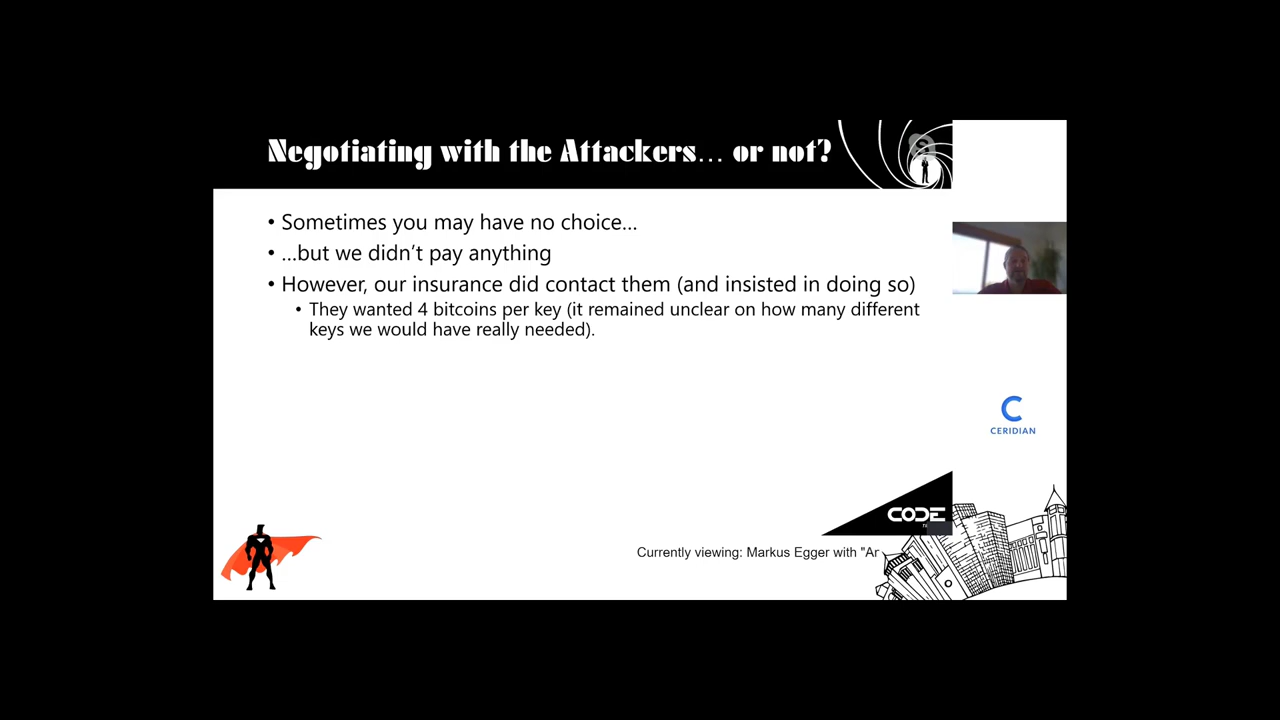 Negotiating with the Attackers... or not?
• Sometimes you may have no choice...
• ...but we didn't pay anything
• However, our insurance did contact them (and insisted in doing so)
• They wanted 4 bitcoins per key (it remained unclear on how many different
keys we would have really needed).
C
CERIDIAN
CODE
Currently viewing: Markus Egger with "Ar